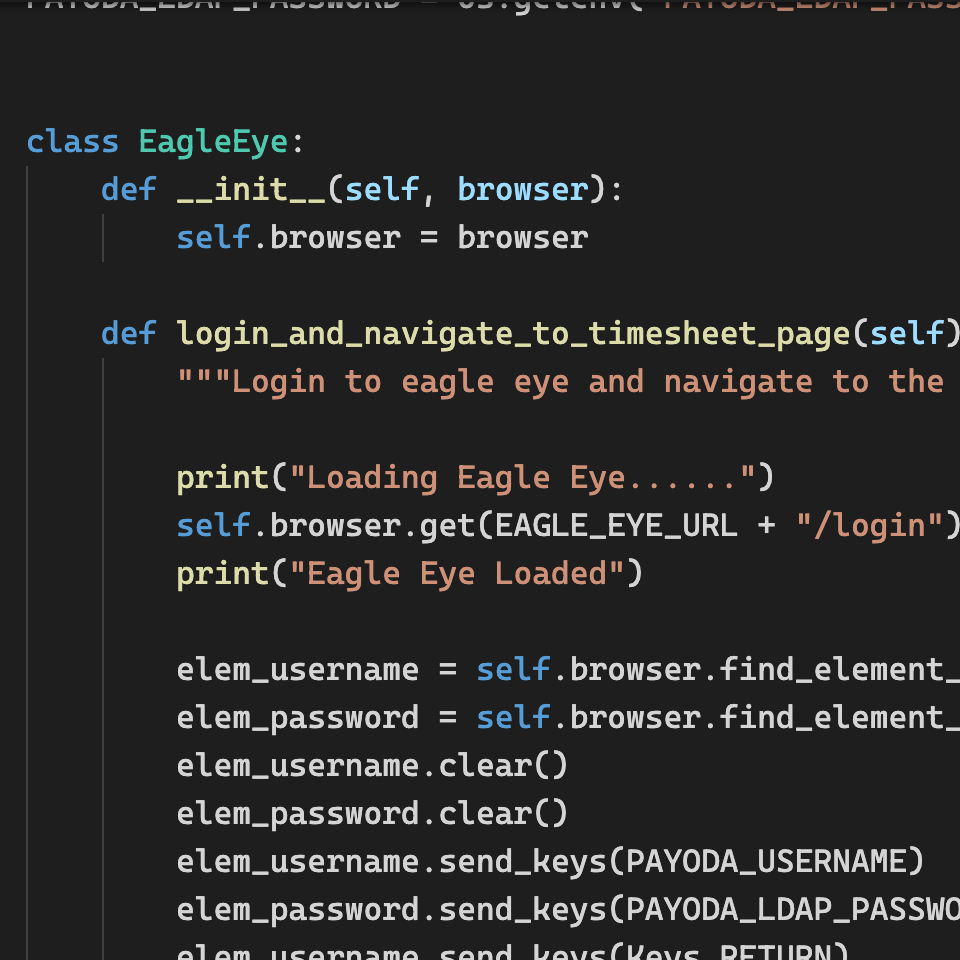 PAYODA_LDAP_PASSWORD = os.getenv("PAYODA_LDAP_PASS
class EagleEye:
def __init__(self, browser):
self.browser = browser
def login_and_navigate_to_timesheet_page(self)
"""Login to eagle eye and navigate to the
print("Loading Eagle Eye......")
self.browser.get(EAGLE_EYE_URL + "/login")
print("Eagle Eye Loaded")
elem_username = self.browser.find_element_
elem_password = self.browser.find_element_
elem_username.clear()
elem_password.clear()
elem_username.send_keys(PAYODA_USERNAME)
elem_password.send_keys(PAYODA_LDAP_PASSWO
elem_username.send_keys(Keys.RETURN)